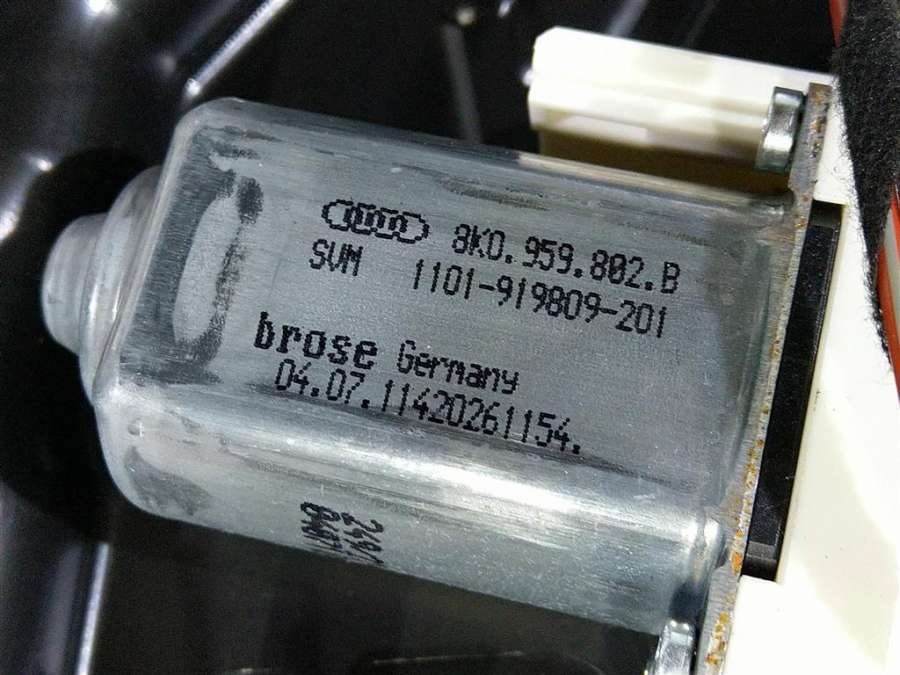 8K0.959.802.B
SVM 1101-919809-201
brose Germany
04.07.11420261154.